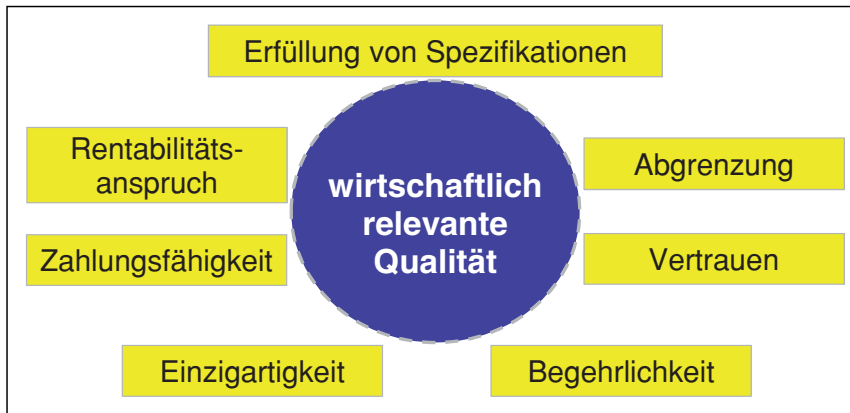 Erfüllung von Spezifikationen
Rentabilitäts-
anspruch
Abgrenzung
wirtschaftlich
relevante
Qualität
Zahlungsfähigkeit
Vertrauen
Einzigartigkeit
Begehrlichkeit